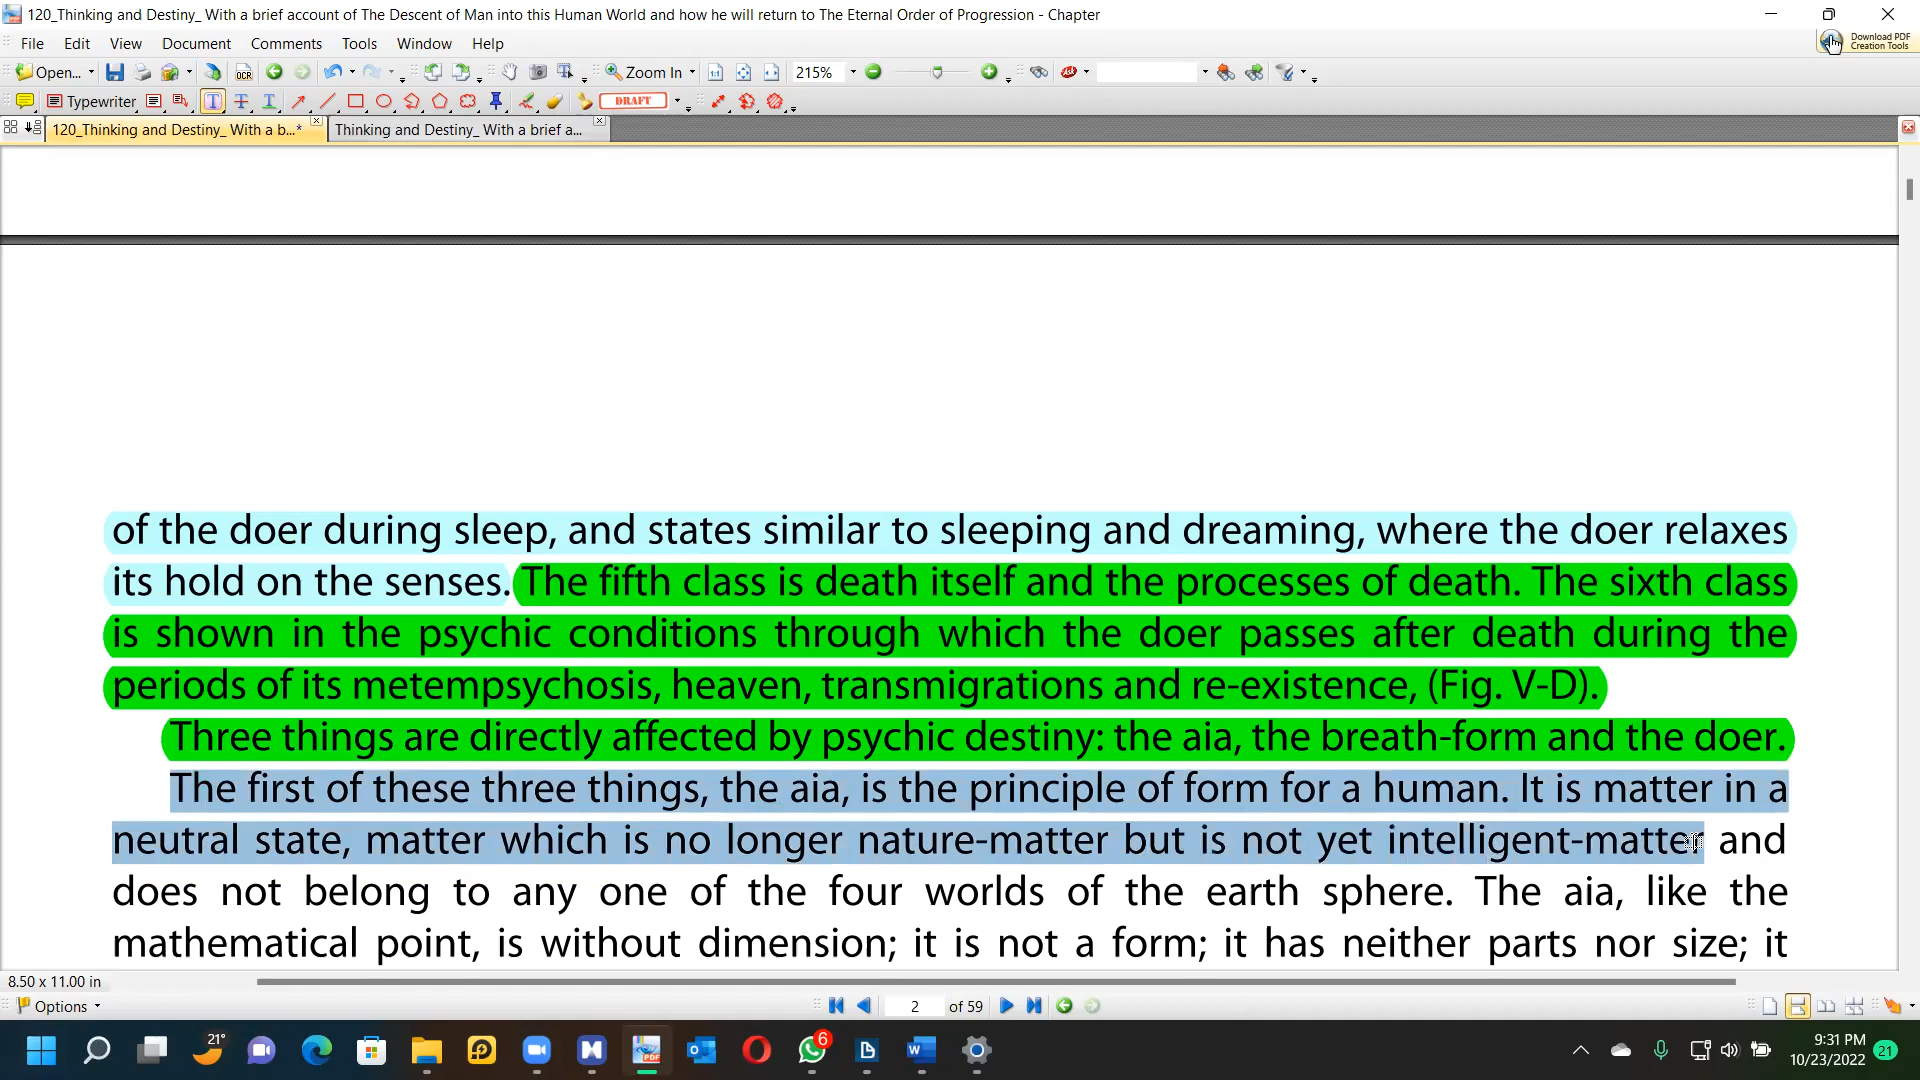 120_Thinking and Destiny_ With a brief account of The Descent of Man into this Human World and how he will return to The Eternal Order of Progression - Chapter
File Edit View Document Comments Tools Window Help
Download PDF
Creation Tools
Open... OCR Zoom In 215%
Typewriter DRAFT
120_Thinking and Destiny_ With a b...* Thinking and Destiny_ With a brief a...
of the doer during sleep, and states similar to sleeping and dreaming, where the doer relaxes
its hold on the senses. The fifth class is death itself and the processes of death. The sixth class
is shown in the psychic conditions through which the doer passes after death during the
periods of its metempsychosis, heaven, transmigrations and re-existence, (Fig. V-D).
Three things are directly affected by psychic destiny: the aia, the breath-form and the doer.
The first of these three things, the aia, is the principle of form for a human. It is matter in a
neutral state, matter which is no longer nature-matter but is not yet intelligent-matter and
does not belong to any one of the four worlds of the earth sphere. The aia, like the
mathematical point, is without dimension; it is not a form; it has neither parts nor size; it
8.50 x 11.00 in
Options 2 of 59
21° 6 9:31 PM
10/23/2022 21